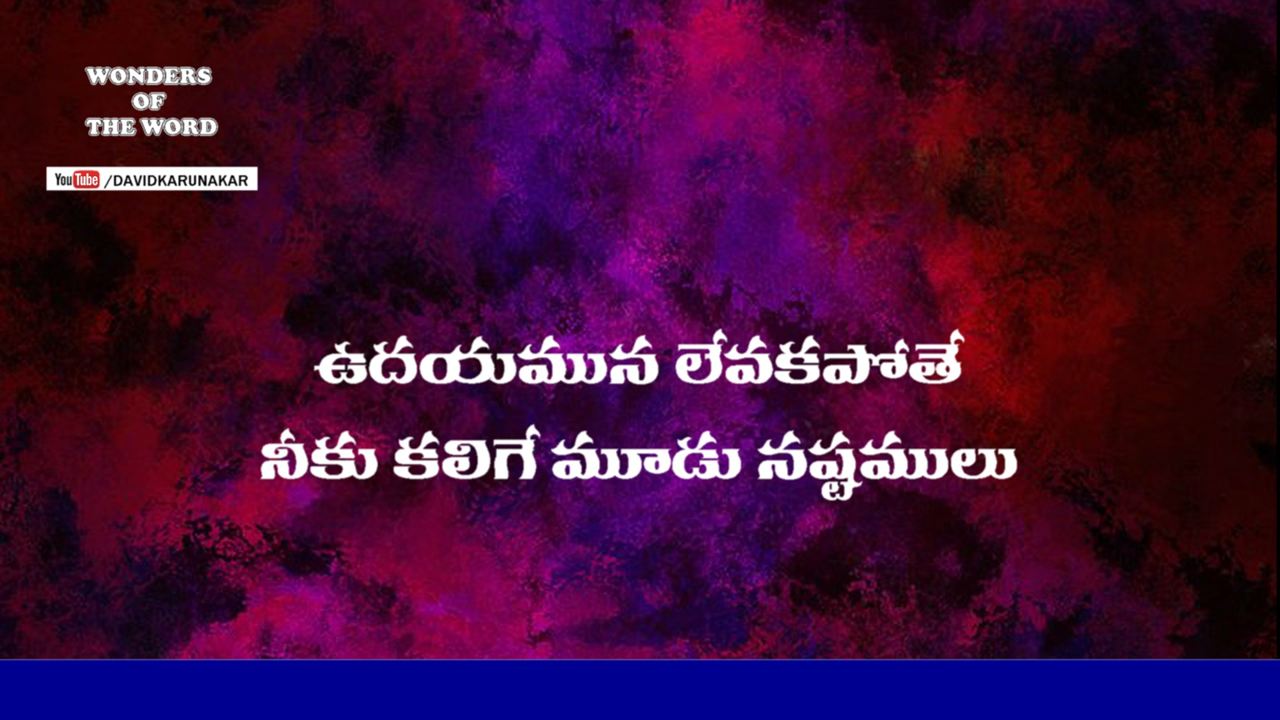 WONDERS
OF
THE WORD
YouTube /DAVIDKARUNAKAR
ఉదయమున లేవకపోతే
నీకు కలిగే మూడు నష్టములు